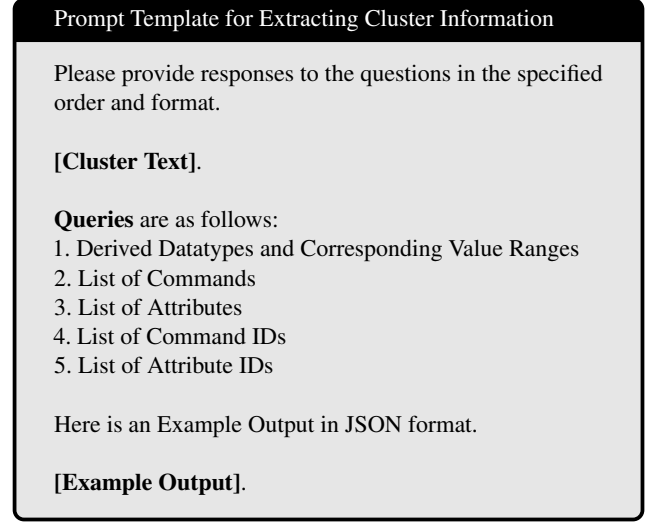 Prompt Template for Extracting Cluster Information
Please provide responses to the questions in the specified
order and format.
[Cluster Text].
Queries are as follows:
1. Derived Datatypes and Corresponding Value Ranges
2. List of Commands
3. List of Attributes
4. List of Command IDs
5. List of Attribute IDs
Here is an Example Output in JSON format.
[Example Output].